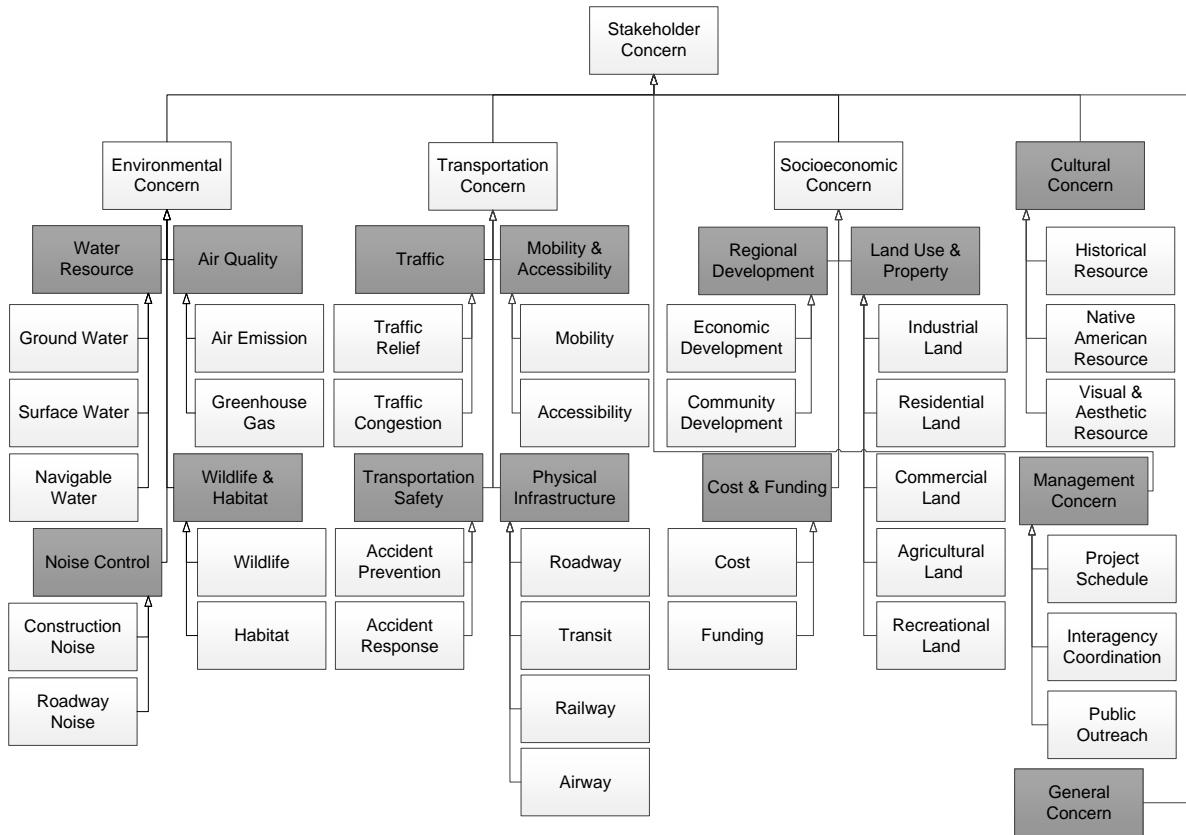 Stakeholder
Concern
Environmental
Concern
Transportation
Concern
Socioeconomic
Concern
Cultural
Concern
Water
Resource
Air Quality
Traffic
Mobility &
Accessibility
Regional
Development
Land Use &
Property
Historical
Resource
Ground Water
Air Emission
Traffic
Relief
Mobility
Economic
Development
Industrial
Land
Native
American
Resource
Surface Water
Greenhouse
Gas
Traffic
Congestion
Accessibility
Community
Development
Residential
Land
Visual &
Aesthetic
Resource
Navigable
Water
Wildlife &
Habitat
Transportation
Safety
Physical
Infrastructure
Cost & Funding
Commercial
Land
Management
Concern
Noise Control
Wildlife
Accident
Prevention
Roadway
Cost
Agricultural
Land
Project
Schedule
Construction
Noise
Habitat
Accident
Response
Transit
Funding
Recreational
Land
Interagency
Coordination
Roadway
Noise
Railway
Public
Outreach
Airway
General
Concern